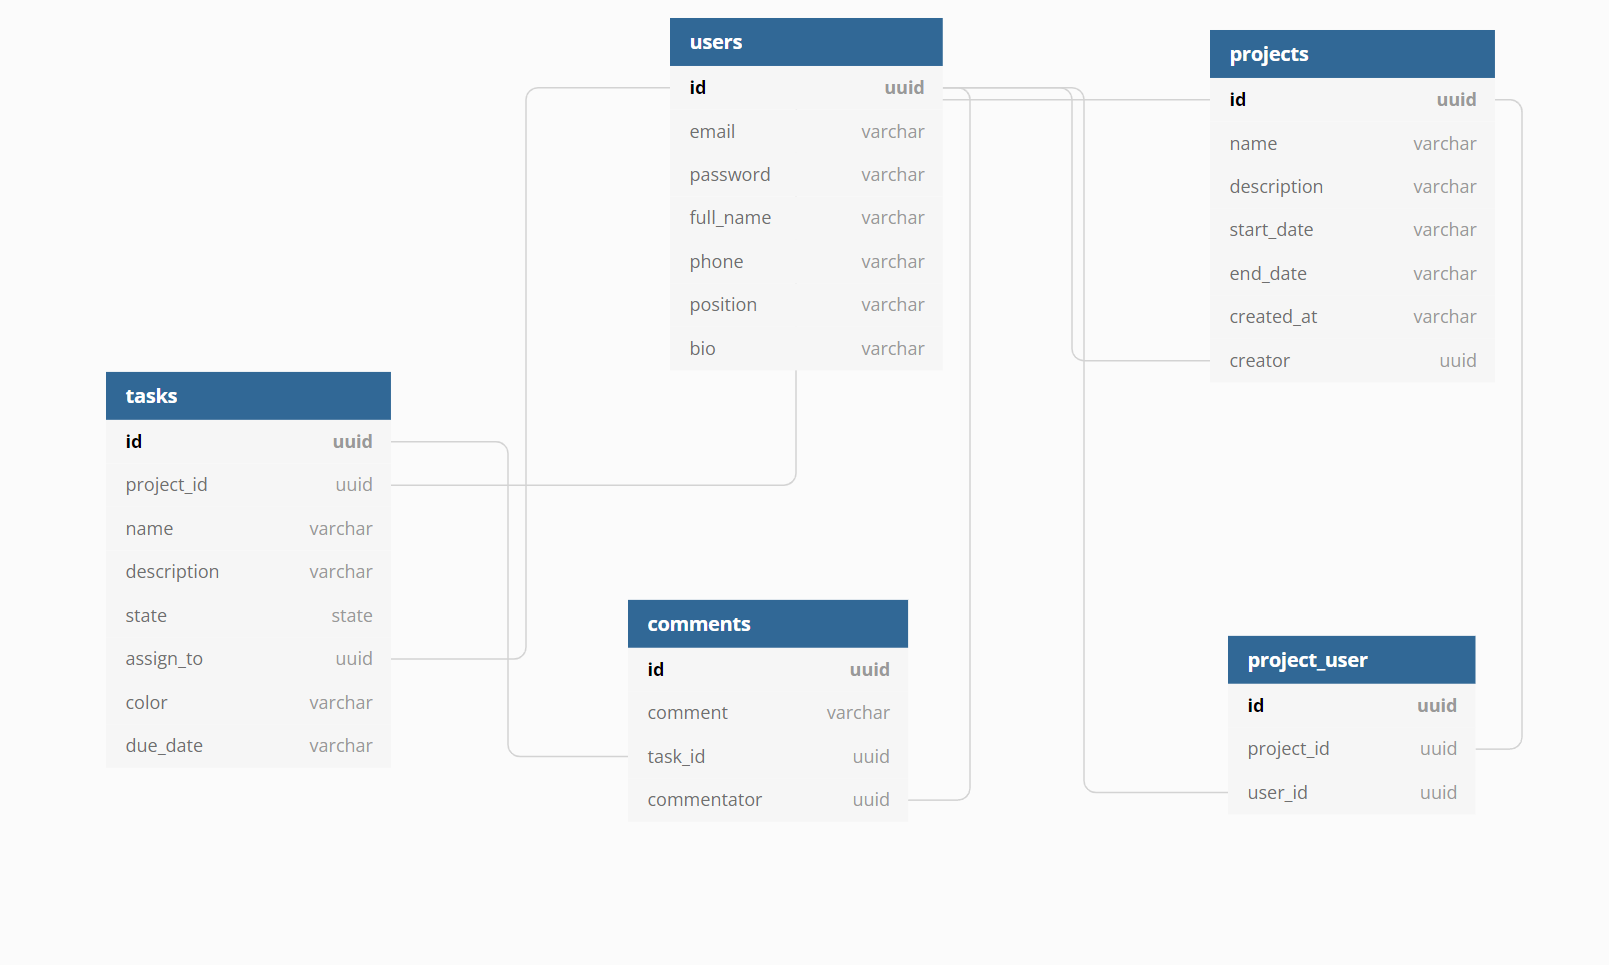 users
id uuid
email varchar
password varchar
full_name varchar
phone varchar
position varchar
bio varchar
projects
id uuid
name varchar
description varchar
start_date varchar
end_date varchar
created_at varchar
creator uuid
tasks
id uuid
project_id uuid
name varchar
description varchar
state state
assign_to uuid
color varchar
due_date varchar
comments
id uuid
comment varchar
task_id uuid
commentator uuid
project_user
id uuid
project_id uuid
user_id uuid